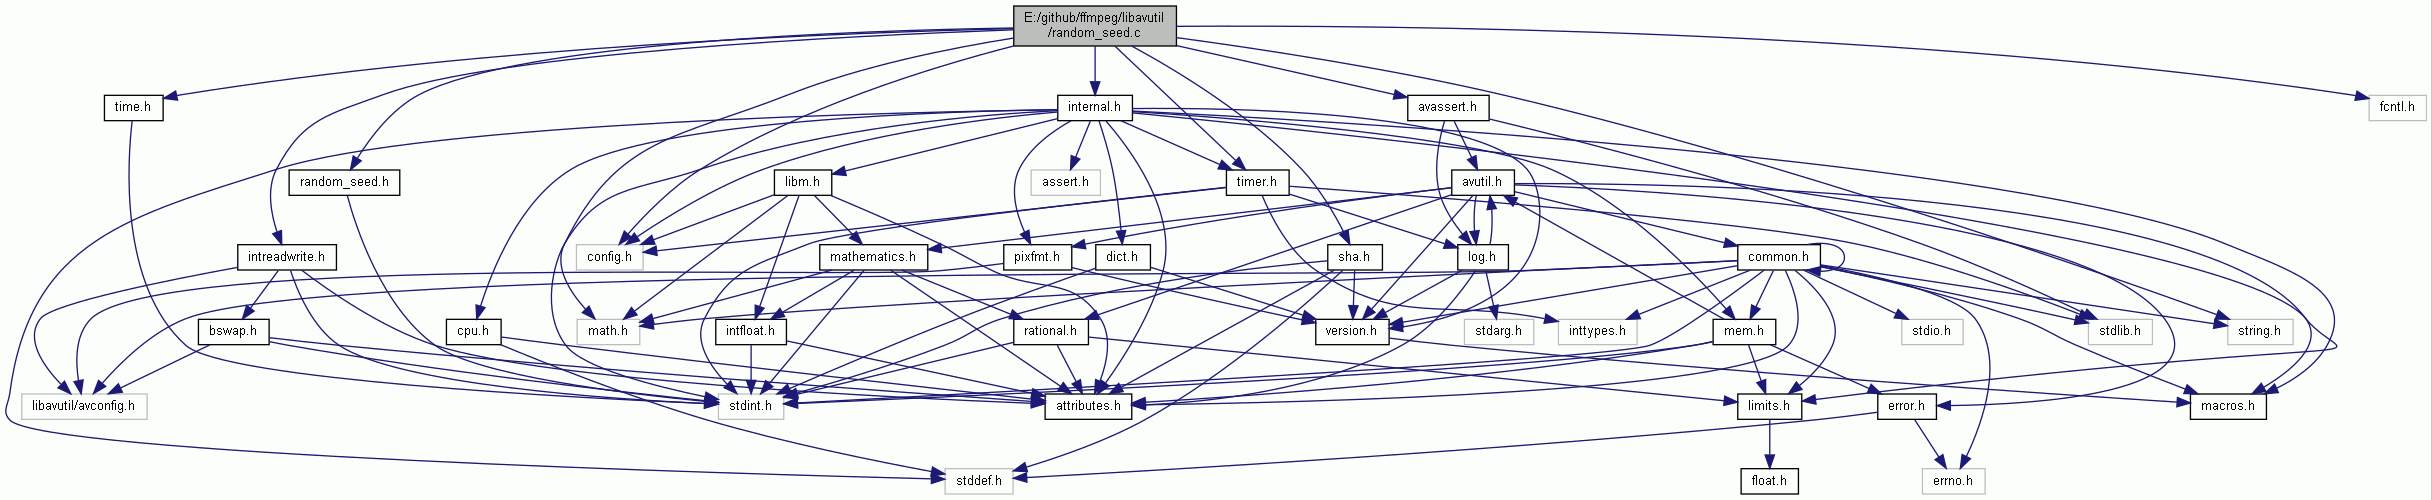 E:/github/ffmpeg/libavutil
/random_seed.c
time.h
internal.h
avassert.h
fcntl.h
random_seed.h
libm.h
assert.h
timer.h
avutil.h
intreadwrite.h
config.h
mathematics.h
pixfmt.h
dict.h
sha.h
log.h
common.h
bswap.h
cpu.h
math.h
intfloat.h
rational.h
version.h
stdarg.h
inttypes.h
mem.h
stdio.h
stdlib.h
string.h
libavutil/avconfig.h
stdint.h
attributes.h
limits.h
error.h
macros.h
stddef.h
float.h
errno.h